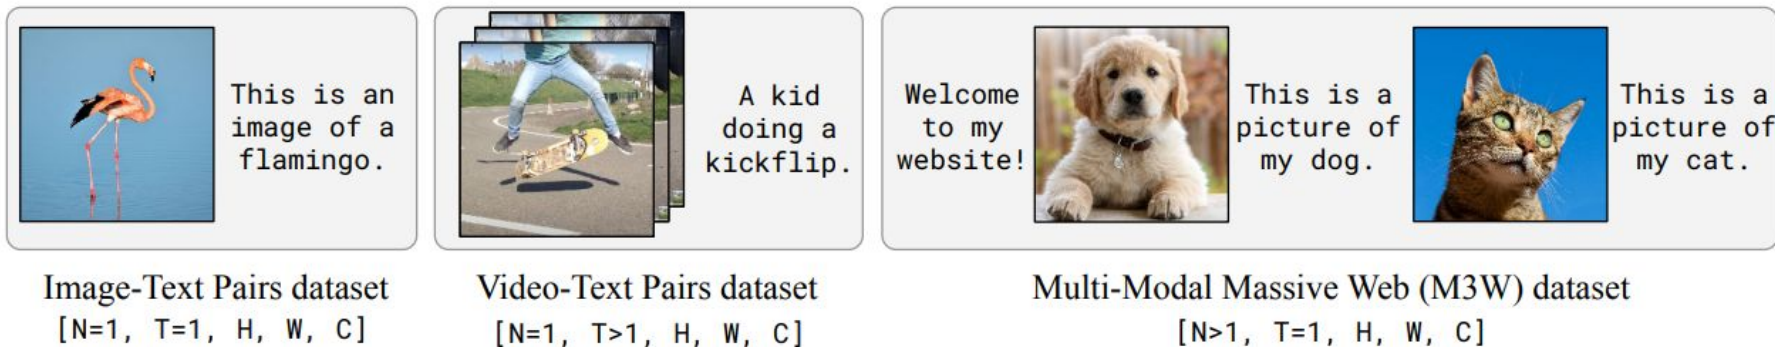 This is an
image of a
flamingo.
A kid
doing a
kickflip.
Welcome
to my
website!
This is a
picture of
my dog.
This is a
picture of
my cat.
Image-Text Pairs dataset
[N=1, T=1, H, W, C]
Video-Text Pairs dataset
[N=1, T>1, H, W, C]
Multi-Modal Massive Web (M3W) dataset
[N>1, T=1, H, W, C]